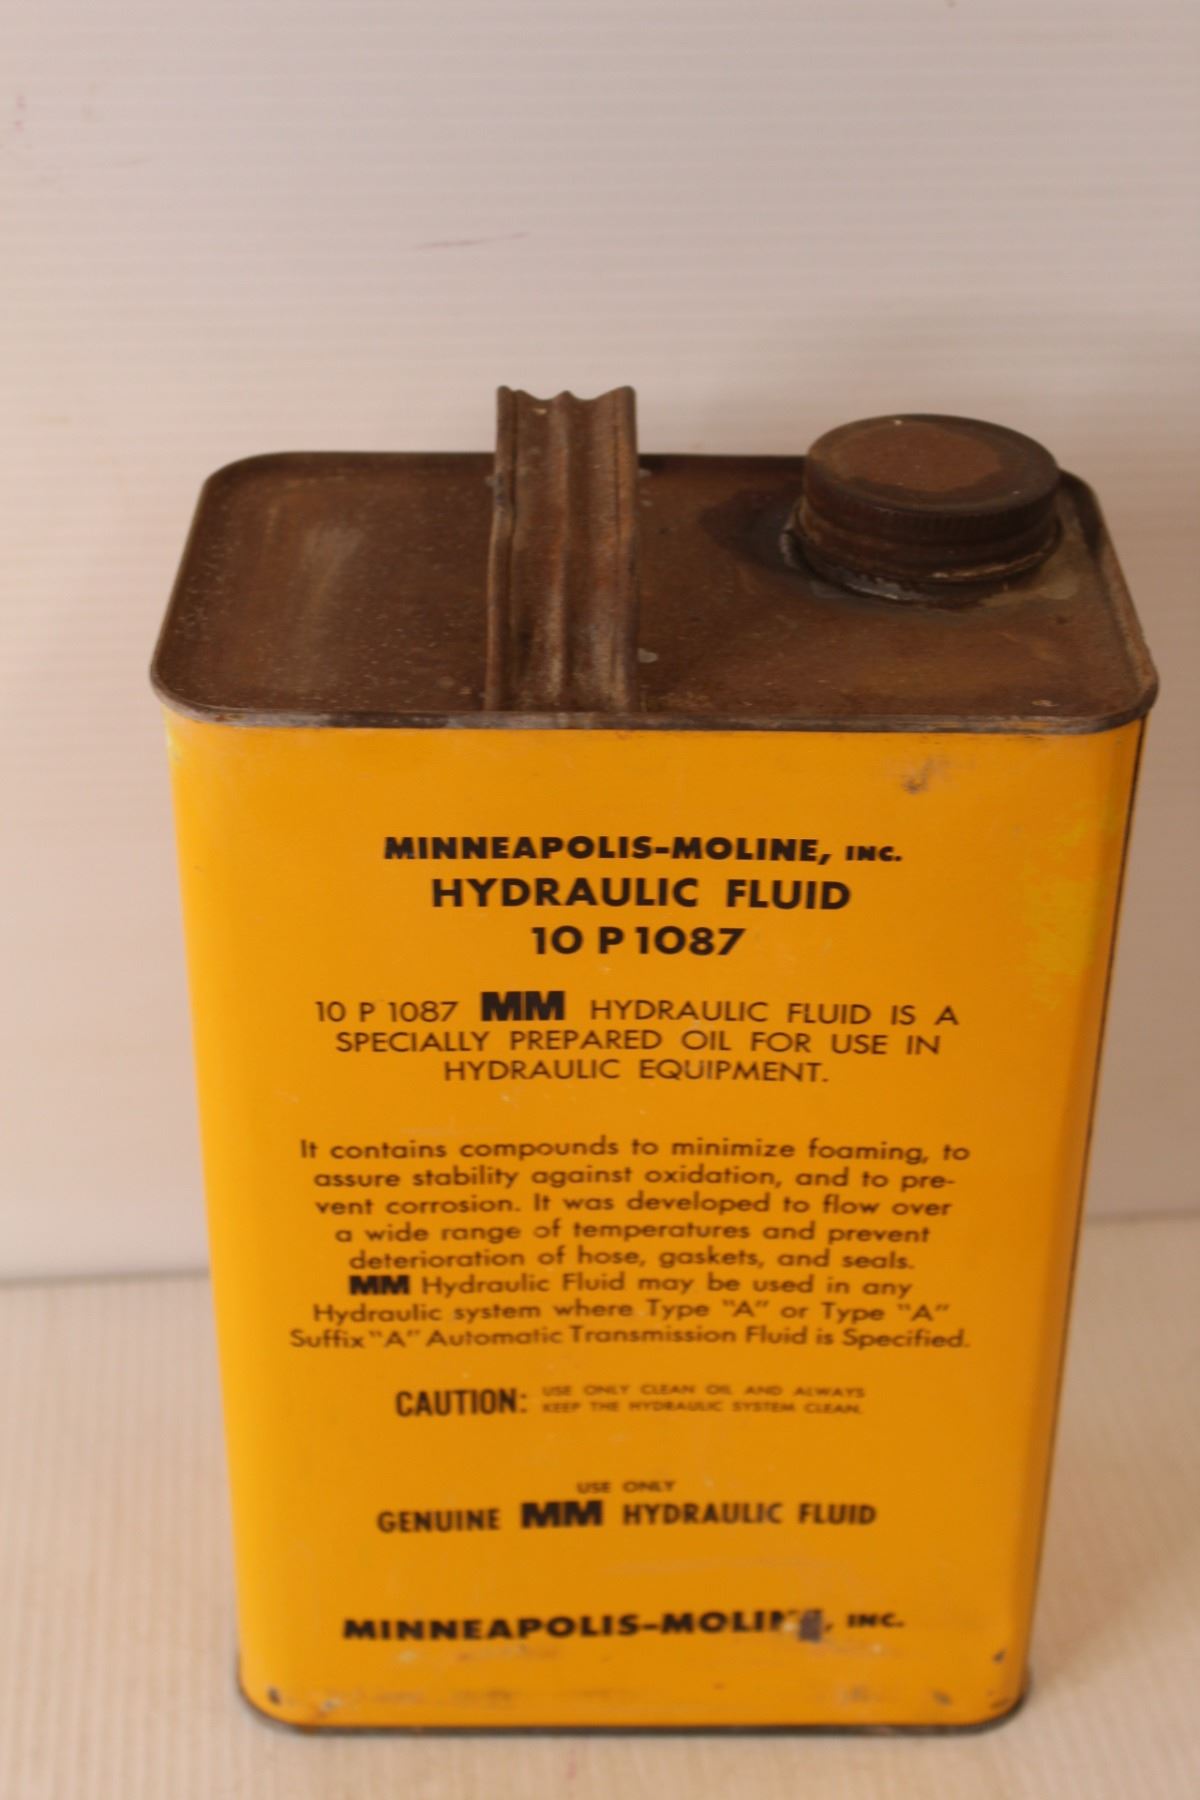 MINNEAPOLIS-MOLINE, INC.
HYDRAULIC FLUID
10 P 1087
10 P 1087 MM HYDRAULIC FLUID IS A
SPECIALLY PREPARED OIL FOR USE IN
HYDRAULIC EQUIPMENT.
It contains compounds to minimize foaming, to
assure stability against oxidation, and to pre-
vent corrosion. It was developed to flow over
a wide range of temperatures and prevent
deterioration of hose, gaskets, and seals.
MM Hydraulic Fluid may be used in any
Hydraulic system where Type "A" or Type "A"
Suffix "A" Automatic Transmission Fluid is Specified.
CAUTION: USE ONLY CLEAN OIL AND ALWAYS
KEEP THE HYDRAULIC SYSTEM CLEAN.
USE ONLY
GENUINE MM HYDRAULIC FLUID
MINNEAPOLIS-MOLINE, INC.